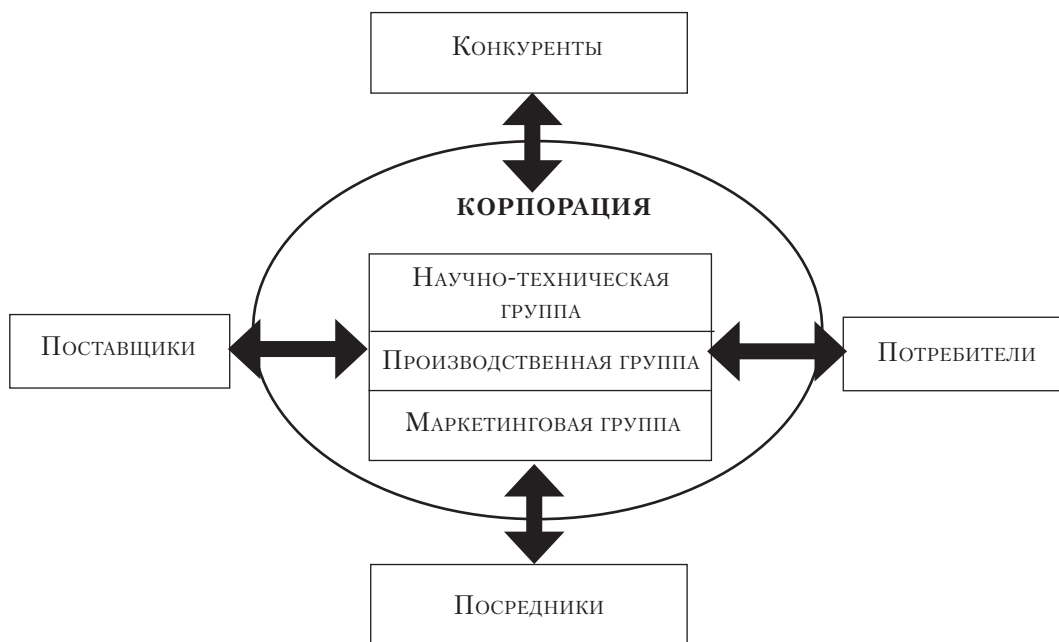 Конкуренты
КОРПОРАЦИЯ
Научно-техническая
группа
Поставщики
Производственная группа
Потребители
Маркетинговая группа
Посредники